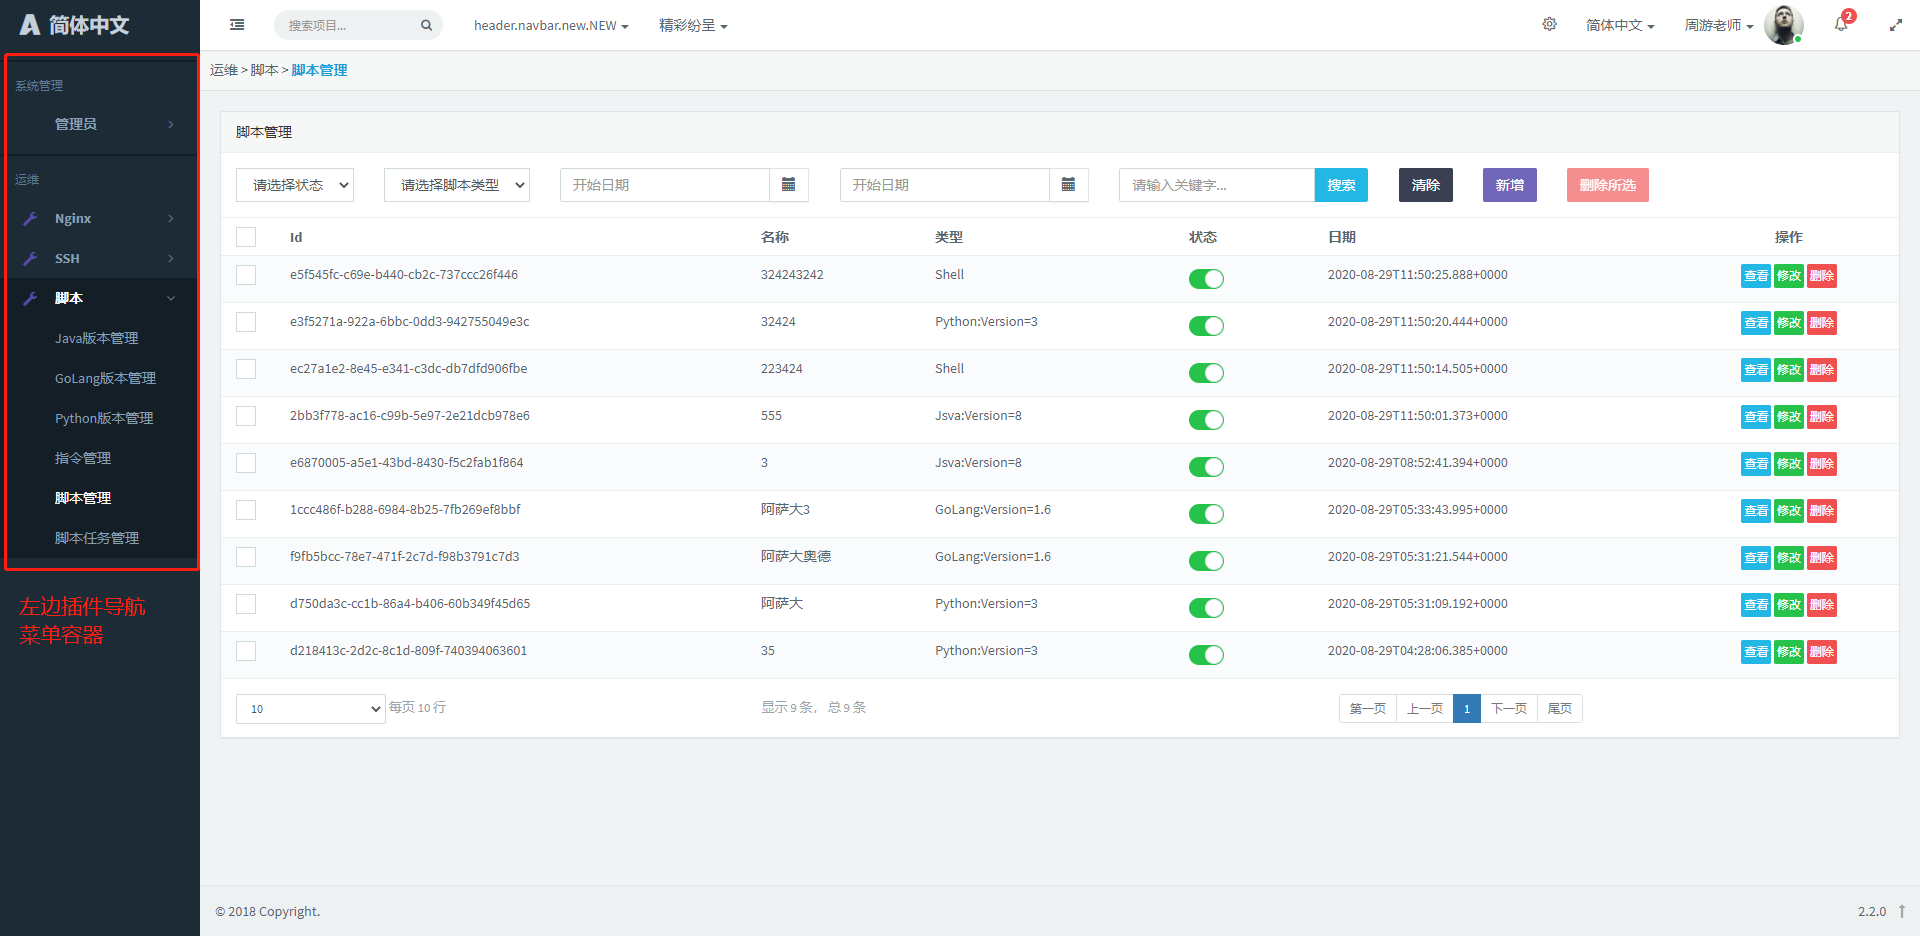 简体中文
搜索项目...
header.navbar.new.NEW
精彩纷呈
简体中文
周游老师
2
系统管理
管理员
运维
Nginx
SSH
脚本
Java版本管理
GoLang版本管理
Python版本管理
指令管理
脚本管理
脚本任务管理
左边插件导航
菜单容器
运维 > 脚本 > 脚本管理
脚本管理
请选择状态 请选择脚本类型 开始日期 开始日期 请输入关键字... 搜索 清除 新增 删除所选
Id 名称 类型 状态 日期 操作
e5f545fc-c69e-b440-cb2c-737ccc26f446 324243242 Shell 2020-08-29T11:50:25.888+0000 查看 修改 删除
e3f5271a-922a-6bbc-0dd3-942755049e3c 32424 Python:Version=3 2020-08-29T11:50:20.444+0000 查看 修改 删除
ec27a1e2-8e45-e341-c3dc-db7dfd906fbe 223424 Shell 2020-08-29T11:50:14.505+0000 查看 修改 删除
2bb3f778-ac16-c99b-5e97-2e21dcb978e6 555 Jsva:Version=8 2020-08-29T11:50:01.373+0000 查看 修改 删除
e6870005-a5e1-43bd-8430-f5c2fab1f864 3 Jsva:Version=8 2020-08-29T08:52:41.394+0000 查看 修改 删除
1ccc486f-b288-6984-8b25-7fb269ef8bbf 阿萨大3 GoLang:Version=1.6 2020-08-29T05:33:43.995+0000 查看 修改 删除
f9fb5bcc-78e7-471f-2c7d-f98b3791c7d3 阿萨大奥德 GoLang:Version=1.6 2020-08-29T05:31:21.544+0000 查看 修改 删除
d750da3c-cc1b-86a4-b406-60b349f45d65 阿萨大 Python:Version=3 2020-08-29T05:31:09.192+0000 查看 修改 删除
d218413c-2d2c-8c1d-809f-740394063601 35 Python:Version=3 2020-08-29T04:28:06.385+0000 查看 修改 删除
10 每页 10 行 显示 9 条， 总 9 条 第一页 上一页 1 下一页 尾页
© 2018 Copyright. 2.2.0